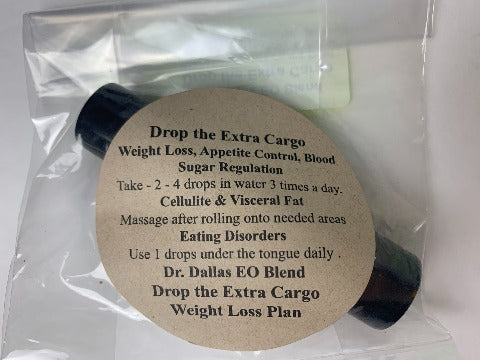 Drop the Extra Cargo
Weight Loss, Appetite Control, Blood
Sugar Regulation
Take - 2 - 4 drops in water 3 times a day.
Cellulite & Visceral Fat
Massage after rolling onto needed areas
Eating Disorders
Use 1 drops under the tongue daily .
Dr. Dallas EO Blend
Drop the Extra Cargo
Weight Loss Plan